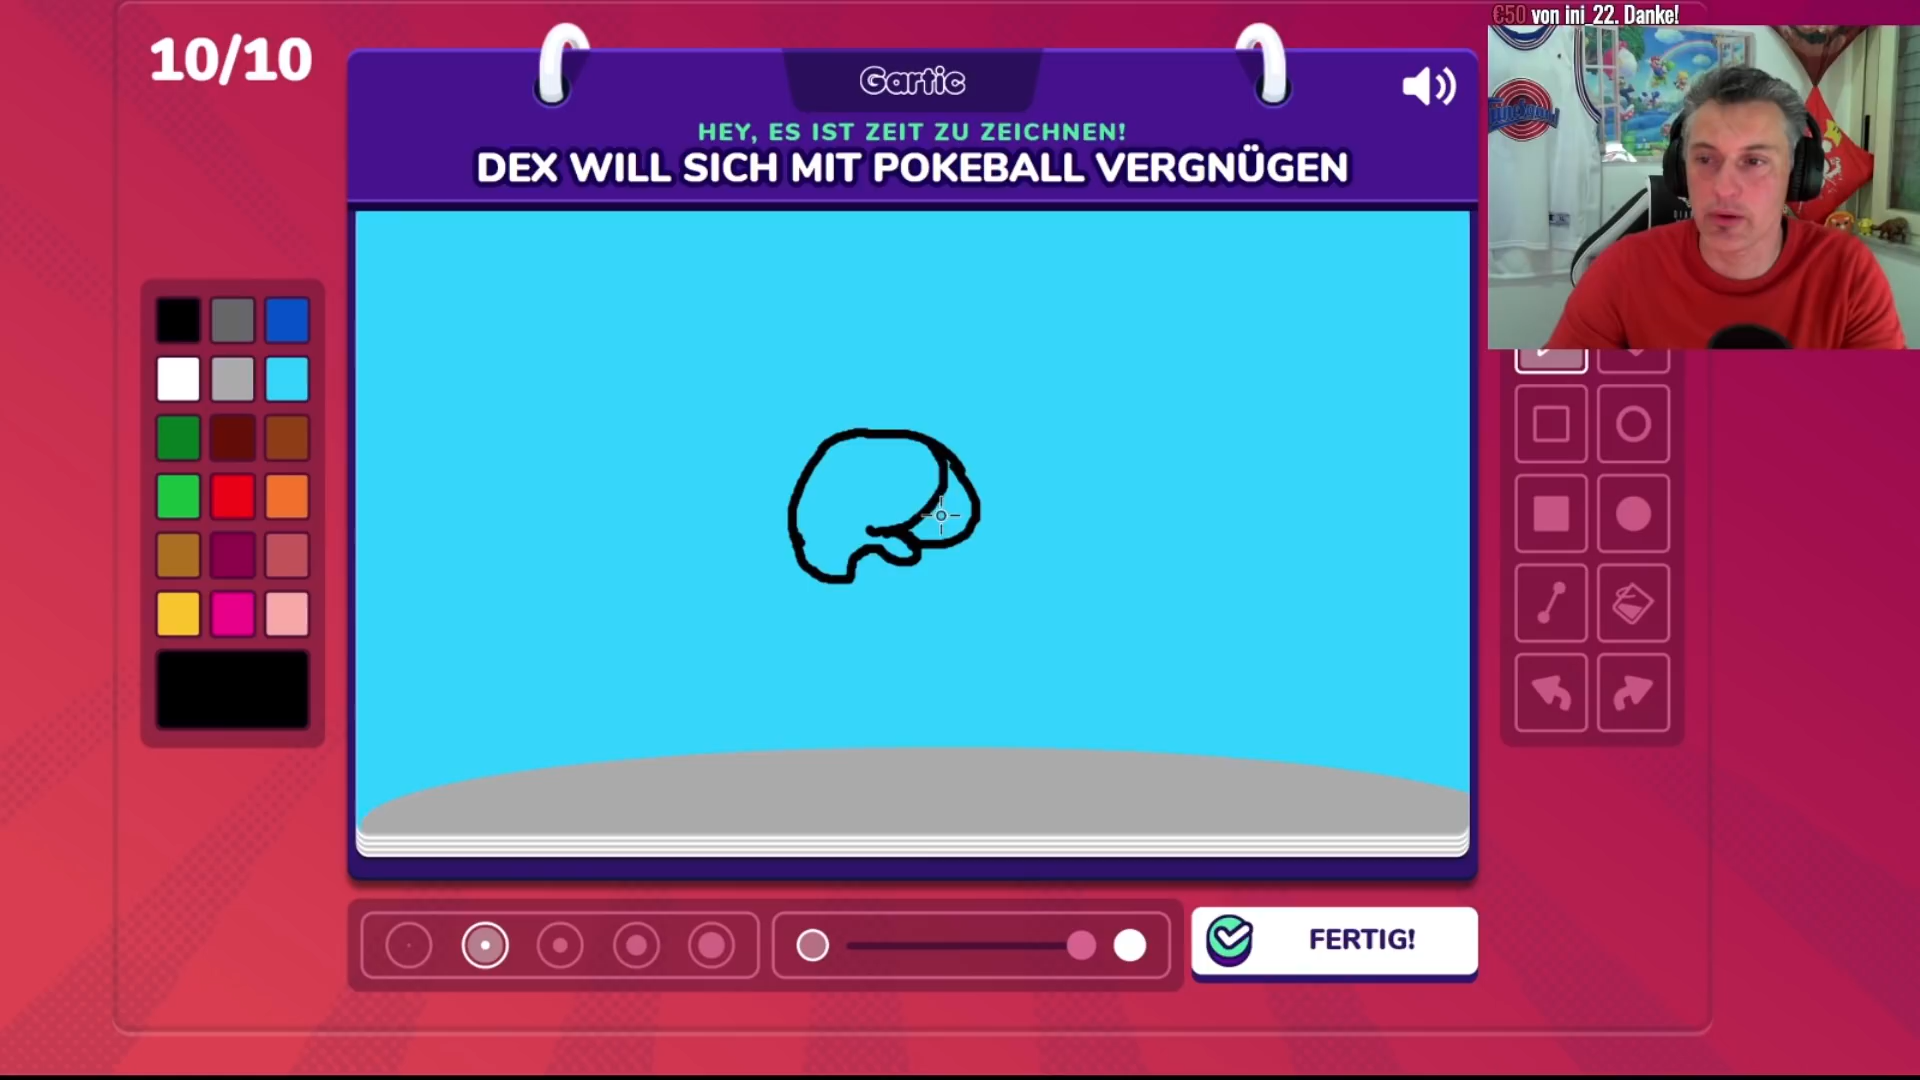 €50 von ini_22. Danke!
10/10
Gartic
HEY, ES IST ZEIT ZU ZEICHNEN!
DEX WILL SICH MIT POKEBALL VERGNÜGEN
FERTIG!